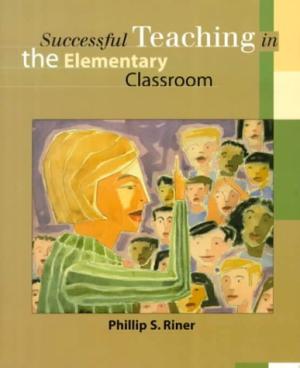 Successful Teaching in
the Elementary
Classroom
Phillip S. Riner